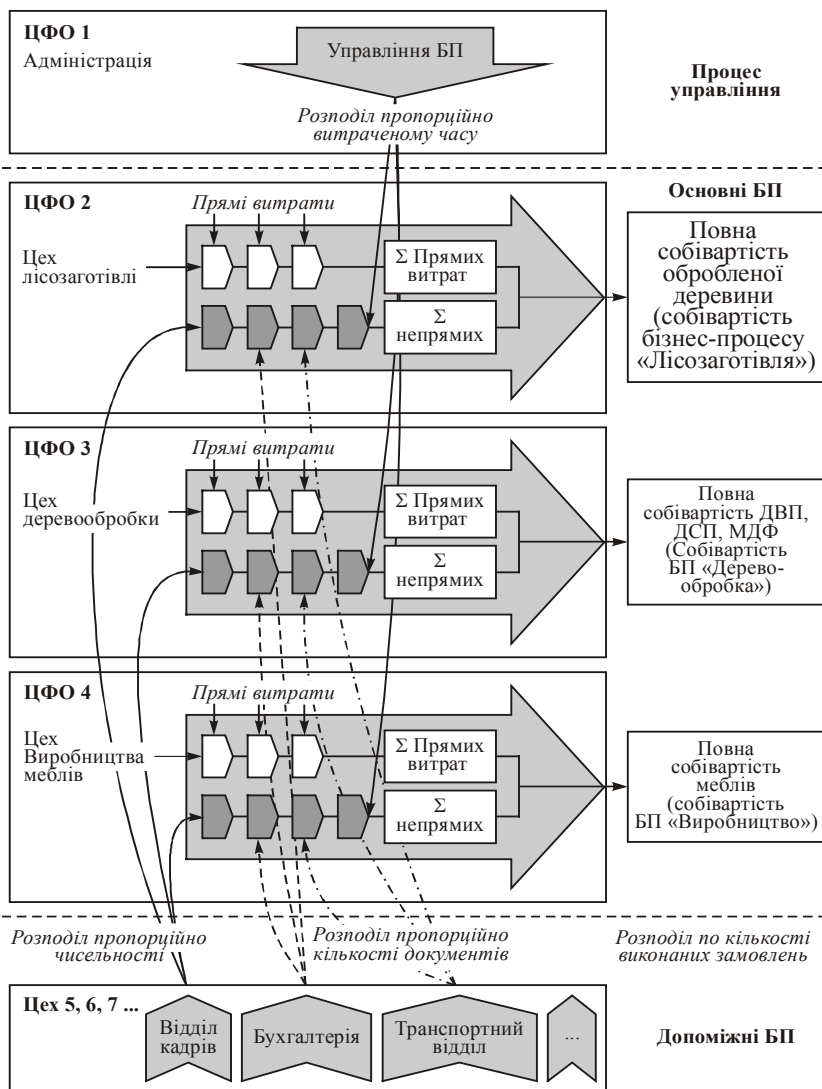 ЦФО 1
Адміністрація
Управління БП
Розподіл пропорційно
витраченому часу
Процес
управління
Основні БП
ЦФО 2
Прямі витрати
Цех
лісозаготівлі
Σ Прямих
витрат
Σ
непрямих
Повна
собівартість
обробленої
деревини
(собівартість
бізнес-процесу
«Лісозаготівля»)
ЦФО 3
Прямі витрати
Цех
деревообробки
Σ Прямих
витрат
Σ
непрямих
Повна
собівартість ДВП,
ДСП, МДФ
(Собівартість
БП «Дерево-
обробка»)
ЦФО 4
Прямі витрати
Цех
Виробництва
меблів
Σ Прямих
витрат
Σ
непрямих
Повна
собівартість
меблів
(собівартість
БП «Виробництво»)
Розподіл пропорційно
чисельності
Розподіл пропорційно
кількості документів
Розподіл по кількості
виконаних замовлень
Цех 5, 6, 7 ...
Відділ
кадрів
Бухгалтерія
Транспортний
відділ
...
Допоміжні БП